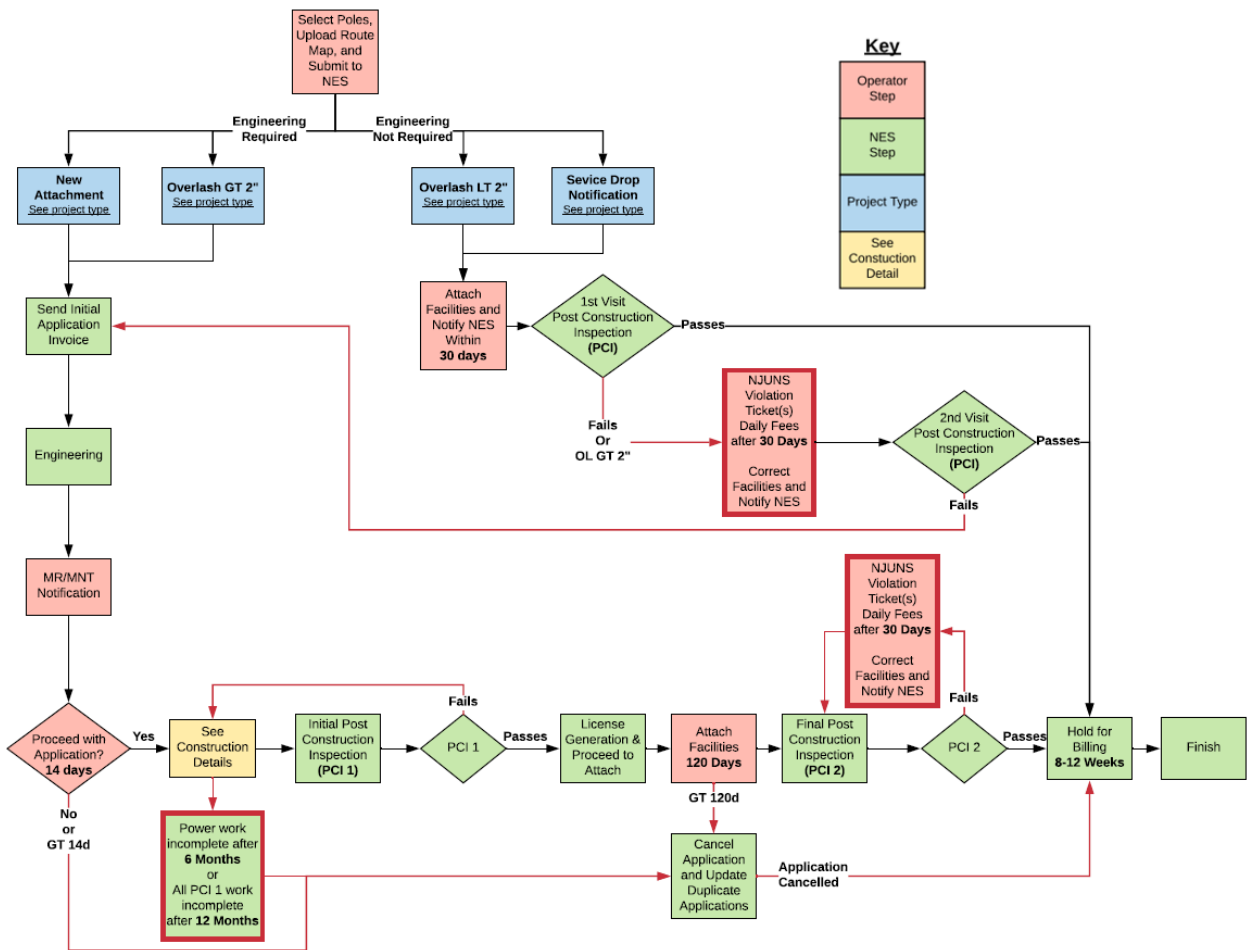 Select Poles,
Upload Route
Map, and
Submit to
NES
Key
Operator
Step
NES
Step
Project Type
See
Constuction
Detail
Engineering
Required
Engineering
Not Required
New
Attachment
See project type
Overlash GT 2"
See project type
Overlash LT 2"
See project type
Sevice Drop
Notification
See project type
Send Initial
Application
Invoice
Attach
Facilities and
Notify NES
Within
30 days
1st Visit
Post Construction
Inspection
(PCI)
Passes
Fails
Or
OL GT 2"
NJUNS
Violation
Ticket(s)
Daily Fees
after 30 Days
Correct
Facilities and
Notify NES
2nd Visit
Post Construction
Inspection
(PCI)
Passes
Fails
Engineering
MR/MNT
Notification
NJUNS
Violation
Ticket(s)
Daily Fees
after 30 Days
Correct
Facilities and
Notify NES
Proceed with
Application?
14 days
Yes
See
Construction
Details
Initial Post
Construction
Inspection
(PCI 1)
Fails
PCI 1
Passes
License
Generation &
Proceed to
Attach
Attach
Facilities
120 Days
Final Post
Construction
Inspection
(PCI 2)
Fails
PCI 2
Passes
Hold for
Billing
8-12 Weeks
Finish
No
or
GT 14d
Power work
incomplete after
6 Months
or
All PCI 1 work
incomplete
after 12 Months
GT 120d
Cancel
Application
and Update
Duplicate
Applications
Application
Cancelled